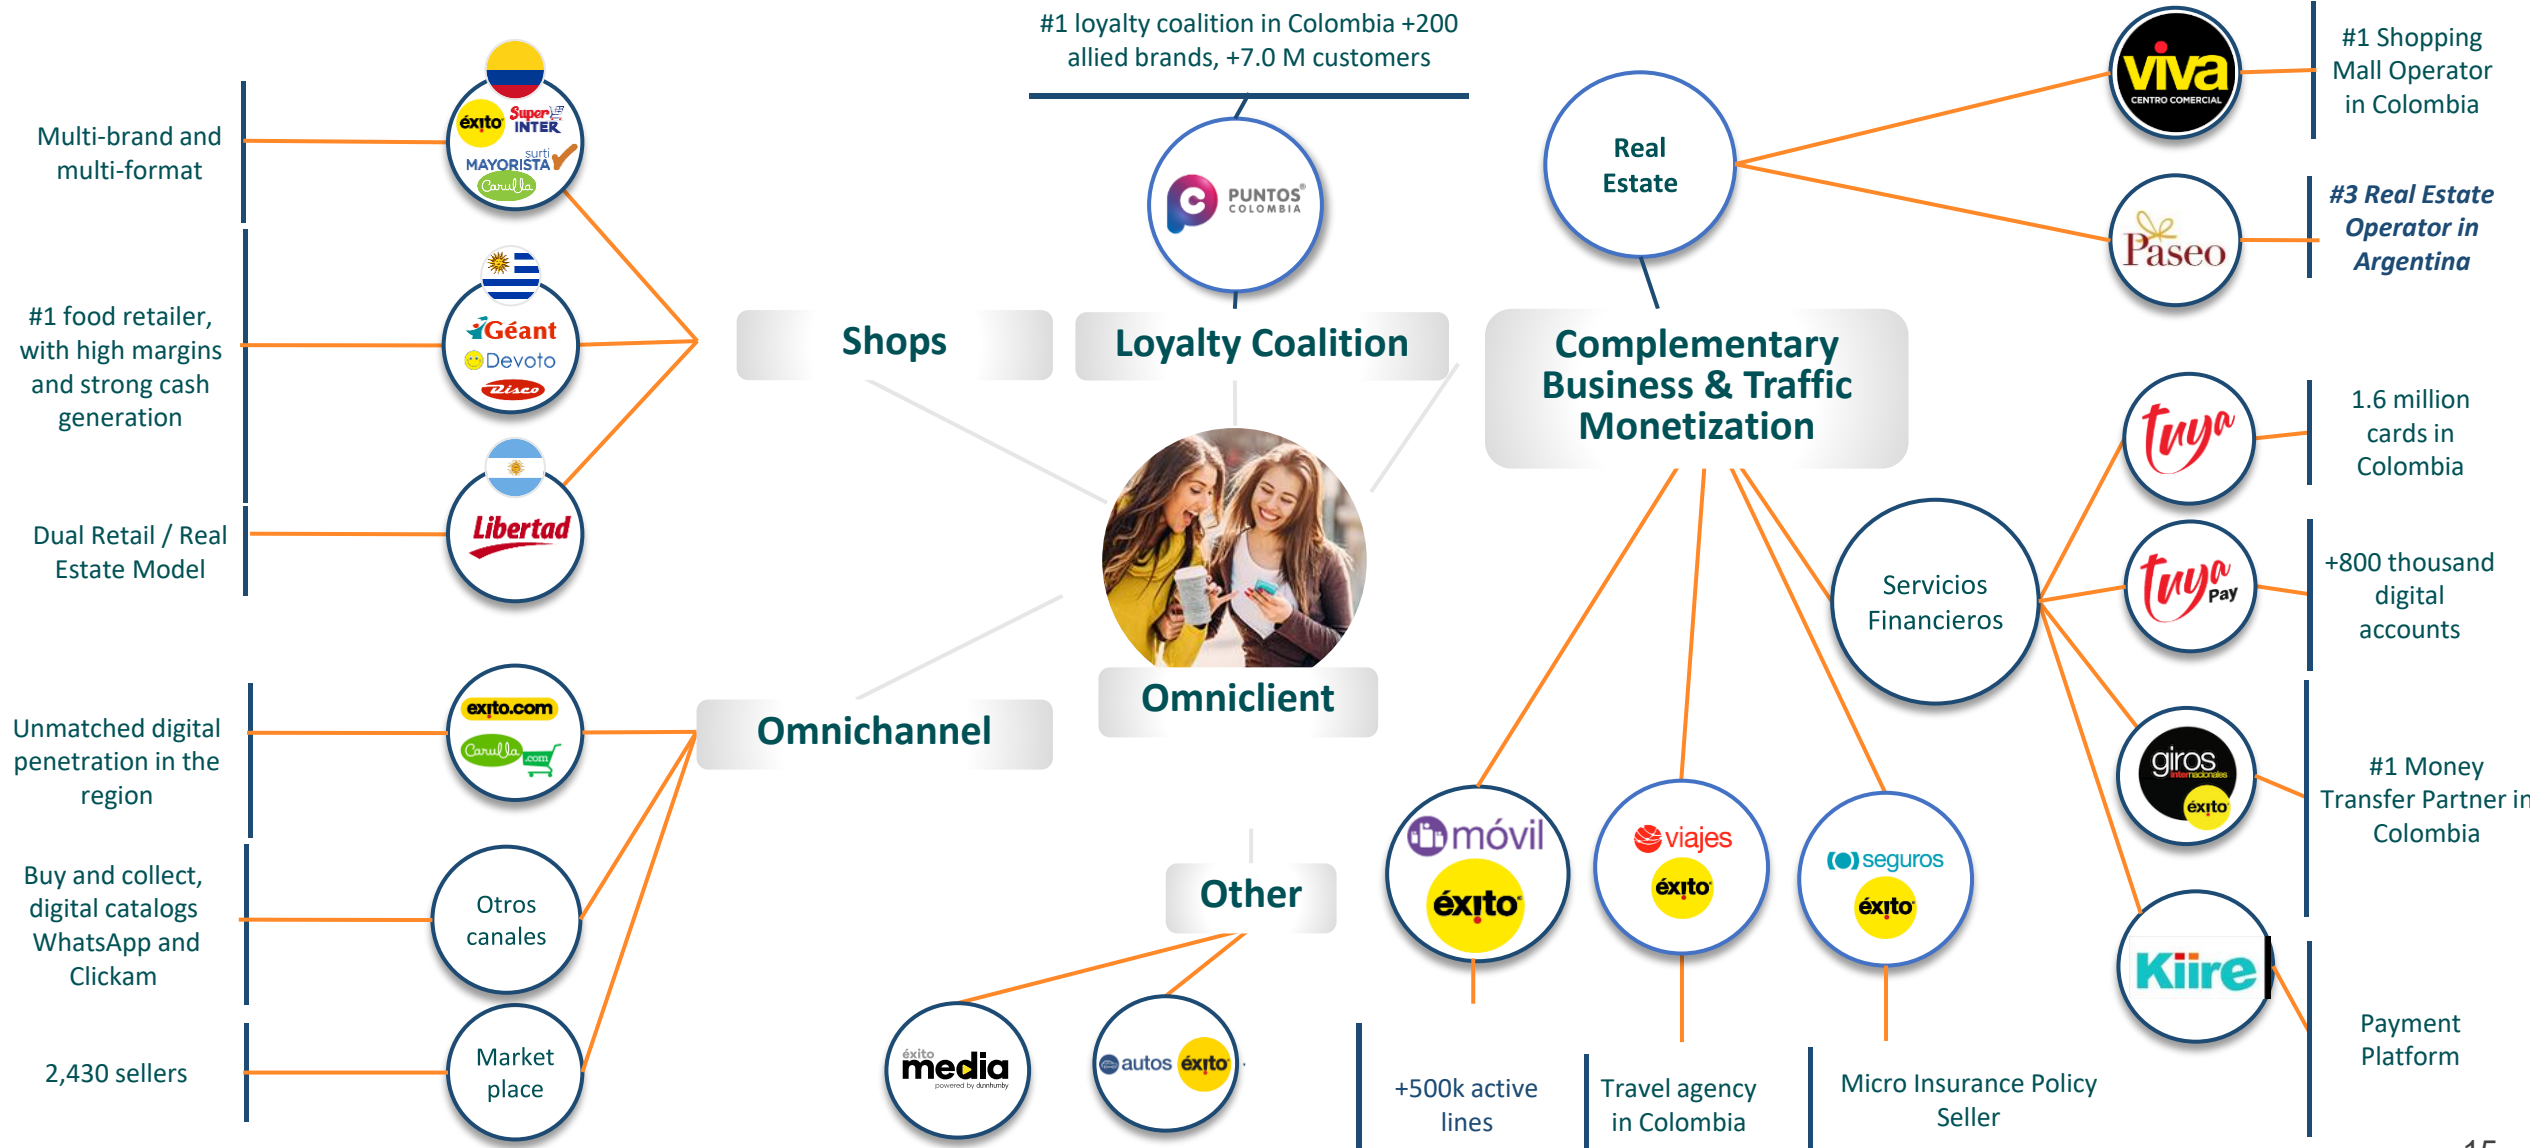 #1 loyalty coalition in Colombia +200
allied brands, +7.0 M customers
PUNTOS®
COLOMBIA
Loyalty Coalition
Multi-brand and
multi-format
éxito
Super
INTER
surti
MAYORISTA
Carulla
#1 food retailer,
with high margins
and strong cash
generation
Géant
Devoto
Disco
Dual Retail / Real
Estate Model
Libertad
Shops
Unmatched digital
penetration in the
region
exito.com
Carulla
.com
Buy and collect,
digital catalogs
WhatsApp and
Clickam
Otros
canales
2,430 sellers
Market
place
Omnichannel
Omniclient
Other
éxito
media
powered by dunnhumby
autos éxito
Real
Estate
viva
CENTRO COMERCIAL
#1 Shopping
Mall Operator
in Colombia
Paseo
#3 Real Estate
Operator in
Argentina
Complementary
Business & Traffic
Monetization
Servicios
Financieros
tuya
1.6 million
cards in
Colombia
tuya
Pay
+800 thousand
digital
accounts
giros
internacionales
éxito
#1 Money
Transfer Partner in
Colombia
Kiire
Payment
Platform
móvil
éxito
+500k active
lines
viajes
éxito
Travel agency
in Colombia
seguros
éxito
Micro Insurance Policy
Seller